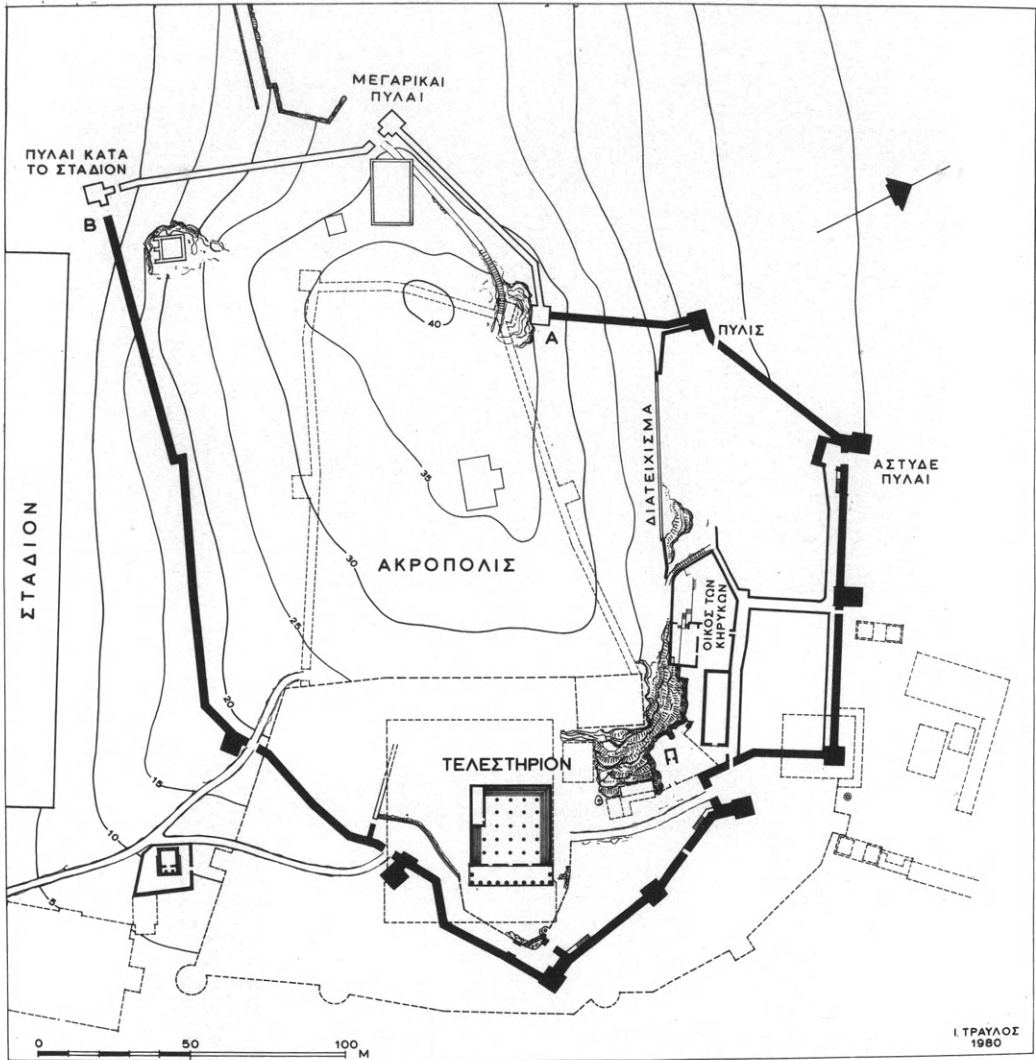 ΜΕΓΑΡΙΚΑΙ
ΠΥΛΑΙ
ΠΥΛΑΙ ΚΑΤΑ
ΤΟ ΣΤΑΔΙΟΝ
Β
40
Α
ΠΥΛΙΣ
ΔΙΑΤΕΙΧΙΣΜΑ
ΑΣΤΥΔΕ
ΠΥΛΑΙ
35
ΣΤΑΔΙΟΝ
ΑΚΡΟΠΟΛΙΣ
30
ΟΙΚΟΣ ΤΩΝ
ΚΗΡΥΚΩΝ
25
20
ΤΕΛΕΣΤΗΡΙΟΝ
15
10
5
0 50 100
Μ
Ι. ΤΡΑΥΛΟΣ
1980